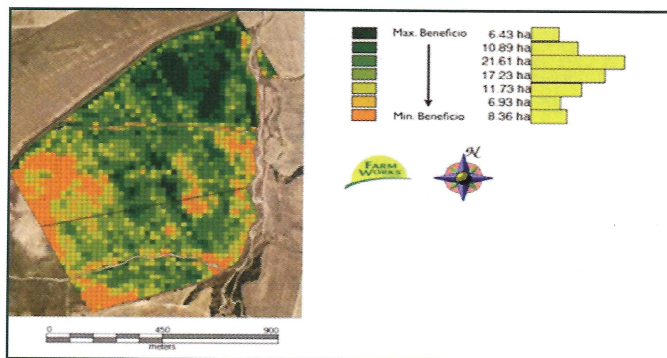 Max. Beneficio
Min. Beneficio
6.43 ha
10.89 ha
21.61 ha
17.23 ha
11.73 ha
6.93 ha
8.36 ha
FARM
WORKS
N
0 450 900
meters